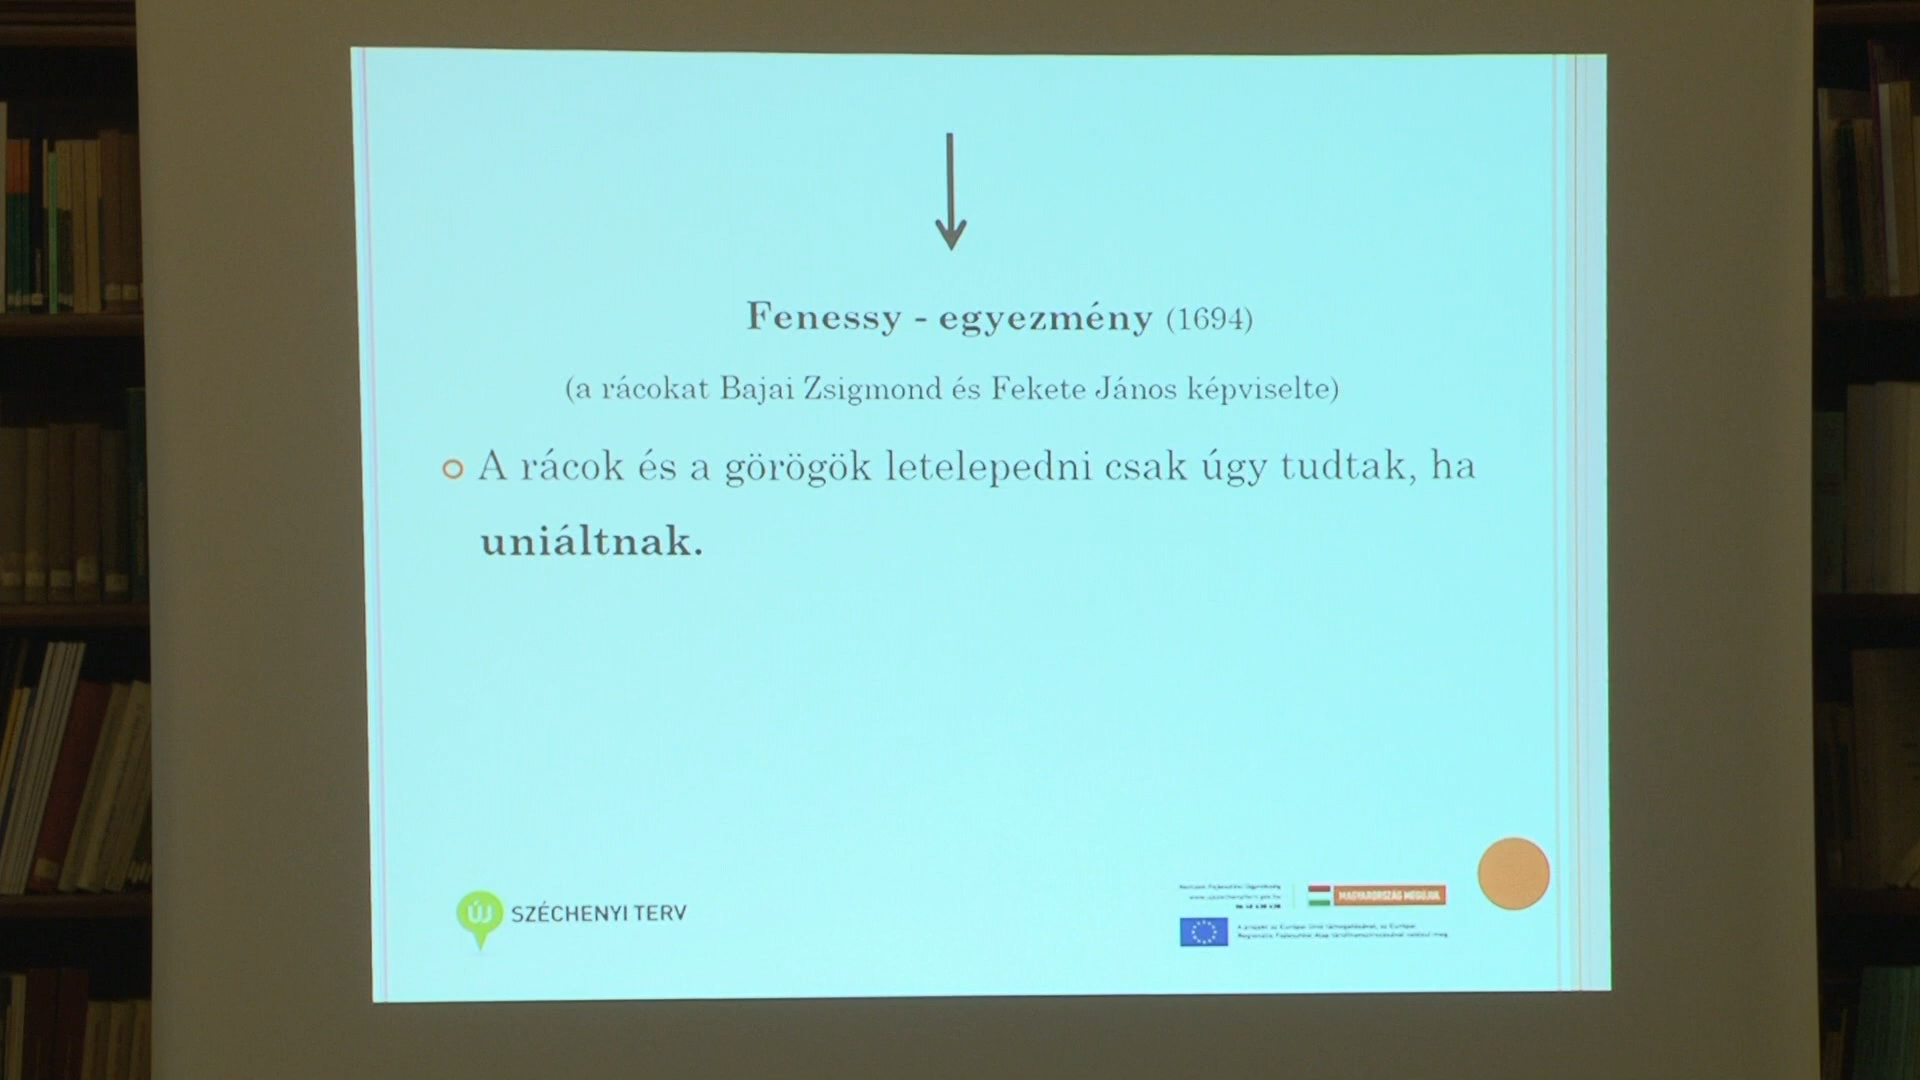 Fenessy - egyezmény (1694)
(a rácokat Bajai Zsigmond és Fekete János képviselte)
A rácok és a görögök letelepedni csak úgy tudtak, ha
uniáltnak.
ÚJ SZÉCHENYI TERV
MAGYARORSZÁG MEGÚJUL